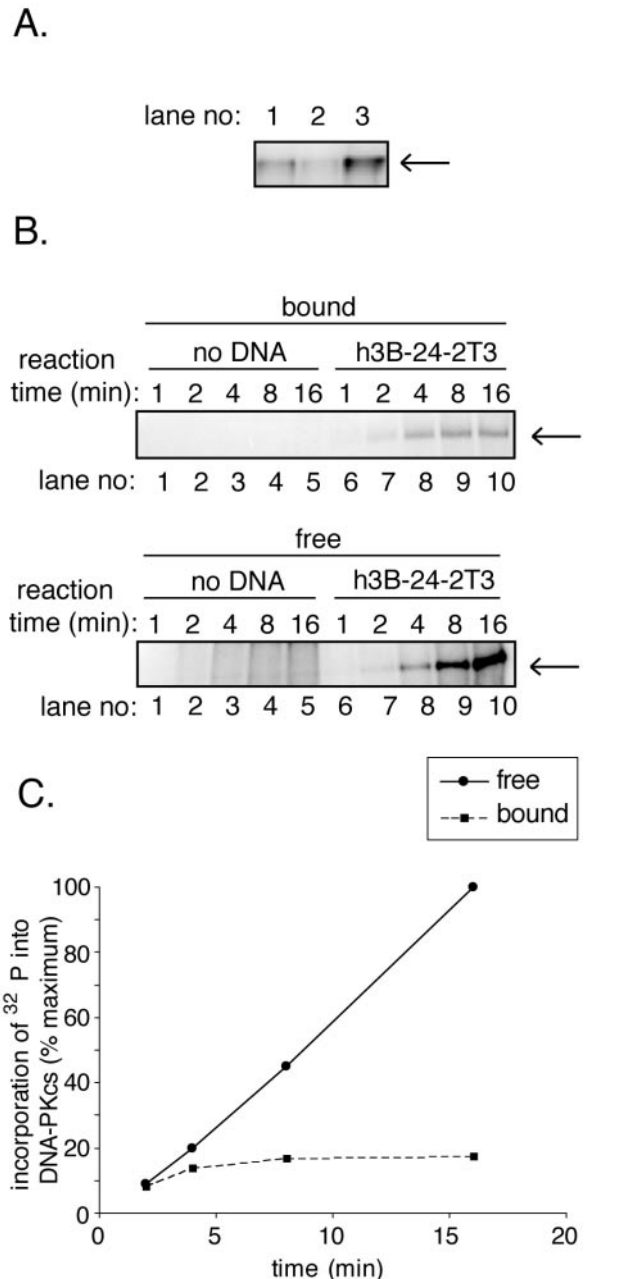 A.
lane no: 1 2 3
B.
bound
reaction time (min):
no DNA h3B-24-2T3
1 2 4 8 16 1 2 4 8 16
lane no: 1 2 3 4 5 6 7 8 9 10
free
reaction time (min):
no DNA h3B-24-2T3
1 2 4 8 16 1 2 4 8 16
lane no: 1 2 3 4 5 6 7 8 9 10
C.
free
bound
incorporation of 32 P into
DNA-PKcs (% maximum)
100
80
60
40
20
0
0 5 10 15 20
time (min)